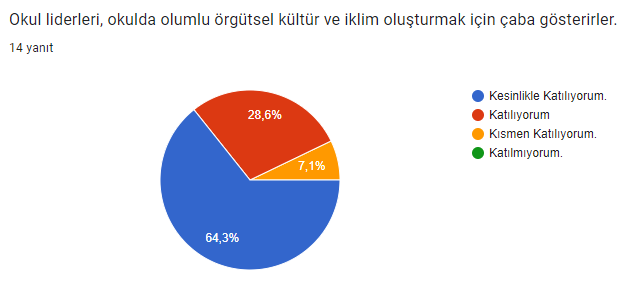 Okul liderleri, okulda olumlu örgütsel kültür ve iklim oluşturmak için çaba gösterirler.
14 yanıt
28,6%
7,1%
64,3%
Kesinlikle Katılıyorum.
Katılıyorum
Kısmen Katılıyorum.
Katılmıyorum.